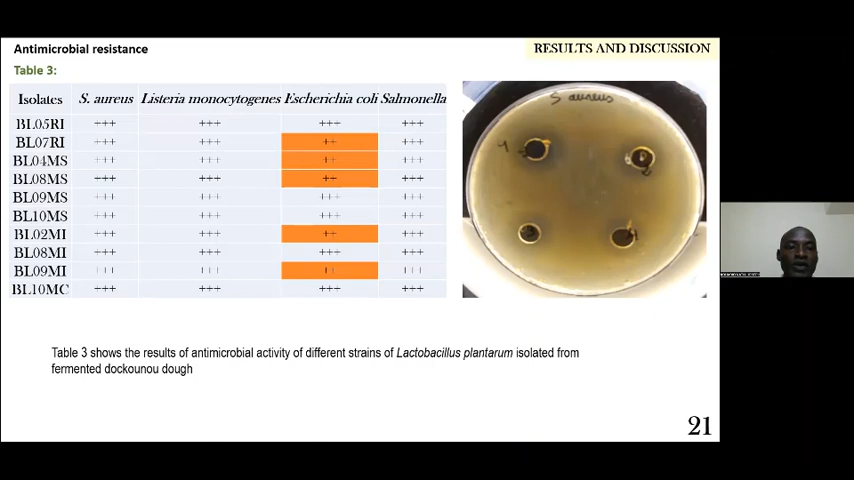 Antimicrobial resistance
RESULTS AND DISCUSSION
Table 3:
Isolates S. aureus Listeria monocytogenes Escherichia coli Salmonella
BL05RI +++ +++ +++ +++
BL07RI +++ +++ ++ +++
BL04MS +++ +++ ++ +++
BL08MS +++ +++ ++ +++
BL09MS +++ +++ +++ +++
BL10MS +++ +++ +++ +++
BL02MI +++ +++ ++ +++
BL08MI +++ +++ +++ +++
BL09MI +++ +++ ++ +++
BL10MC +++ +++ +++ +++
S aureus
Table 3 shows the results of antimicrobial activity of different strains of Lactobacillus plantarum isolated from
fermented dockounou dough
21